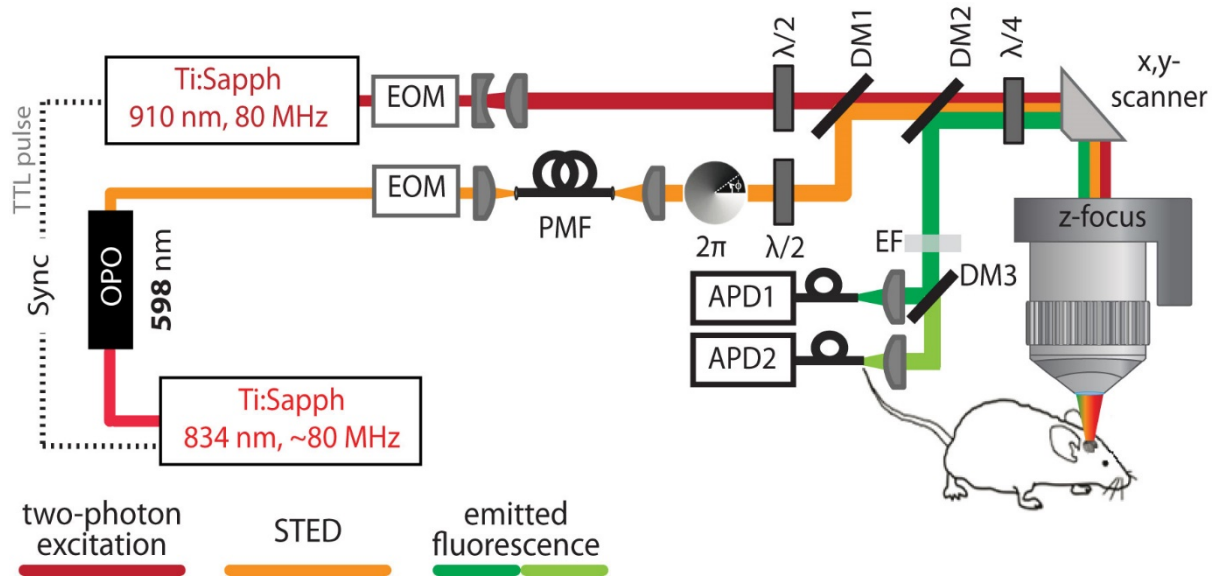 Ti:Sapph
910 nm, 80 MHz
EOM
λ/2
DM1
DM2
λ/4
x,y-
scanner
TTL pulse
Sync
OPO
598 nm
EOM
PMF
2π
φ
λ/2
EF
DM3
z-focus
APD1
APD2
Ti:Sapph
834 nm, ~80 MHz
two-photon
excitation
STED
emitted
fluorescence